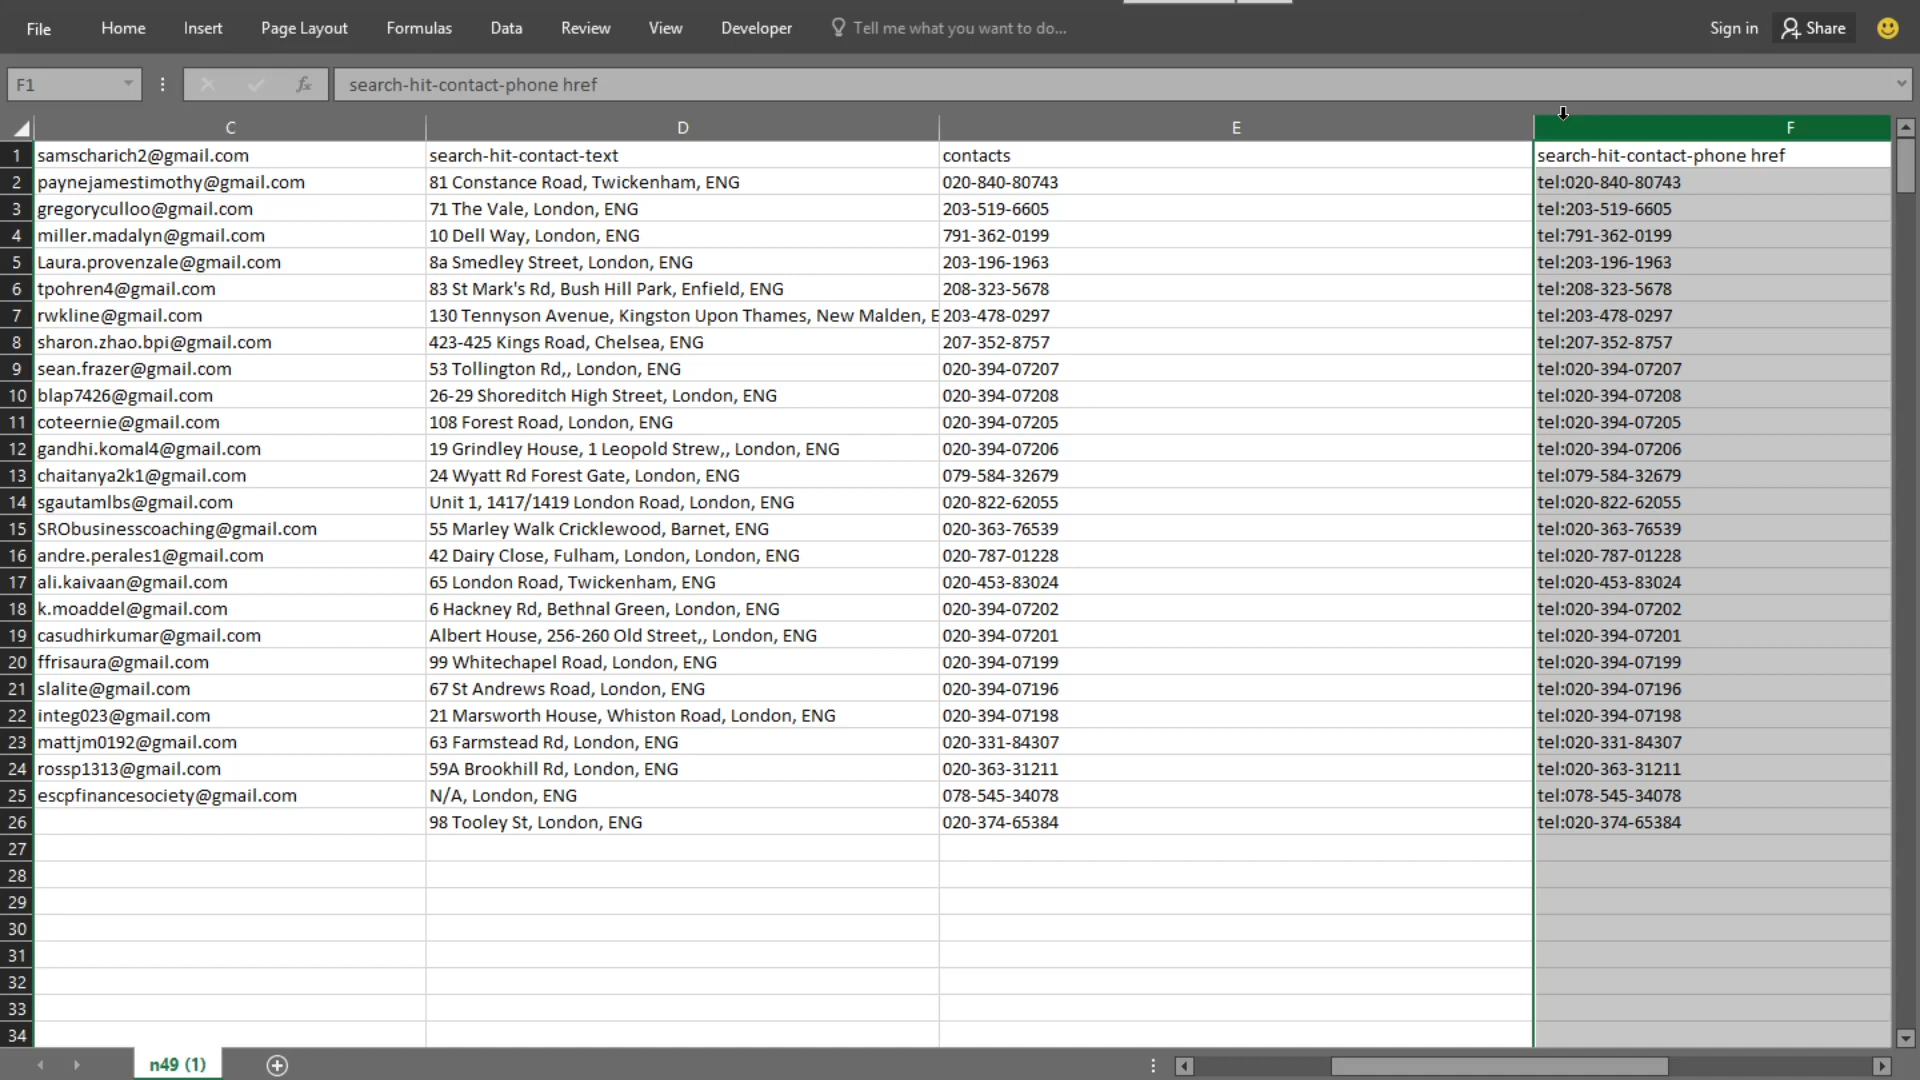 File Home Insert Page Layout Formulas Data Review View Developer Tell me what you want to do... Sign in Share
F1 fx search-hit-contact-phone href
C D E F
1 samscharich2@gmail.com search-hit-contact-text contacts search-hit-contact-phone href
2 paynejamestimothy@gmail.com 81 Constance Road, Twickenham, ENG 020-840-80743 tel:020-840-80743
3 gregoryculloo@gmail.com 71 The Vale, London, ENG 203-519-6605 tel:203-519-6605
4 miller.madalyn@gmail.com 10 Dell Way, London, ENG 791-362-0199 tel:791-362-0199
5 Laura.provenzale@gmail.com 8a Smedley Street, London, ENG 203-196-1963 tel:203-196-1963
6 tpohren4@gmail.com 83 St Mark's Rd, Bush Hill Park, Enfield, ENG 208-323-5678 tel:208-323-5678
7 rwkline@gmail.com 130 Tennyson Avenue, Kingston Upon Thames, New Malden, E 203-478-0297 tel:203-478-0297
8 sharon.zhao.bpi@gmail.com 423-425 Kings Road, Chelsea, ENG 207-352-8757 tel:207-352-8757
9 sean.frazer@gmail.com 53 Tollington Rd,, London, ENG 020-394-07207 tel:020-394-07207
10 blap7426@gmail.com 26-29 Shoreditch High Street, London, ENG 020-394-07208 tel:020-394-07208
11 coteernie@gmail.com 108 Forest Road, London, ENG 020-394-07205 tel:020-394-07205
12 gandhi.komal4@gmail.com 19 Grindley House, 1 Leopold Strew,, London, ENG 020-394-07206 tel:020-394-07206
13 chaitanya2k1@gmail.com 24 Wyatt Rd Forest Gate, London, ENG 079-584-32679 tel:079-584-32679
14 sgautamlbs@gmail.com Unit 1, 1417/1419 London Road, London, ENG 020-822-62055 tel:020-822-62055
15 SRObusinesscoaching@gmail.com 55 Marley Walk Cricklewood, Barnet, ENG 020-363-76539 tel:020-363-76539
16 andre.perales1@gmail.com 42 Dairy Close, Fulham, London, London, ENG 020-787-01228 tel:020-787-01228
17 ali.kaivaan@gmail.com 65 London Road, Twickenham, ENG 020-453-83024 tel:020-453-83024
18 k.moaddel@gmail.com 6 Hackney Rd, Bethnal Green, London, ENG 020-394-07202 tel:020-394-07202
19 casudhirkumar@gmail.com Albert House, 256-260 Old Street,, London, ENG 020-394-07201 tel:020-394-07201
20 ffrisaura@gmail.com 99 Whitechapel Road, London, ENG 020-394-07199 tel:020-394-07199
21 slalite@gmail.com 67 St Andrews Road, London, ENG 020-394-07196 tel:020-394-07196
22 integ023@gmail.com 21 Marsworth House, Whiston Road, London, ENG 020-394-07198 tel:020-394-07198
23 mattjm0192@gmail.com 63 Farmstead Rd, London, ENG 020-331-84307 tel:020-331-84307
24 rossp1313@gmail.com 59A Brookhill Rd, London, ENG 020-363-31211 tel:020-363-31211
25 escpfinancesociety@gmail.com N/A, London, ENG 078-545-34078 tel:078-545-34078
26 98 Tooley St, London, ENG 020-374-65384 tel:020-374-65384
27
28
29
30
31
32
33
34
n49 (1)